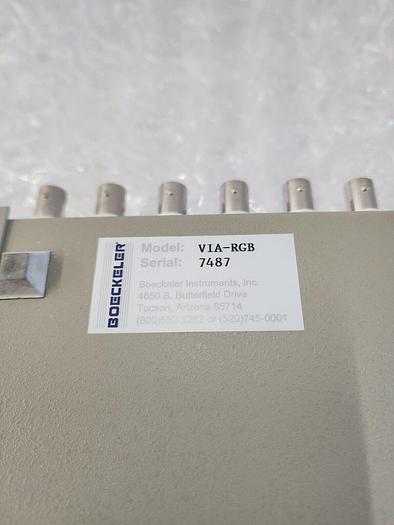 BOECKELER
Model: VIA-RGB
Serial: 7487
Boeckeler Instruments, Inc.
4650 S. Butterfield Drive
Tucson, Arizona 85714
(800)552-2262 or (520)745-0001